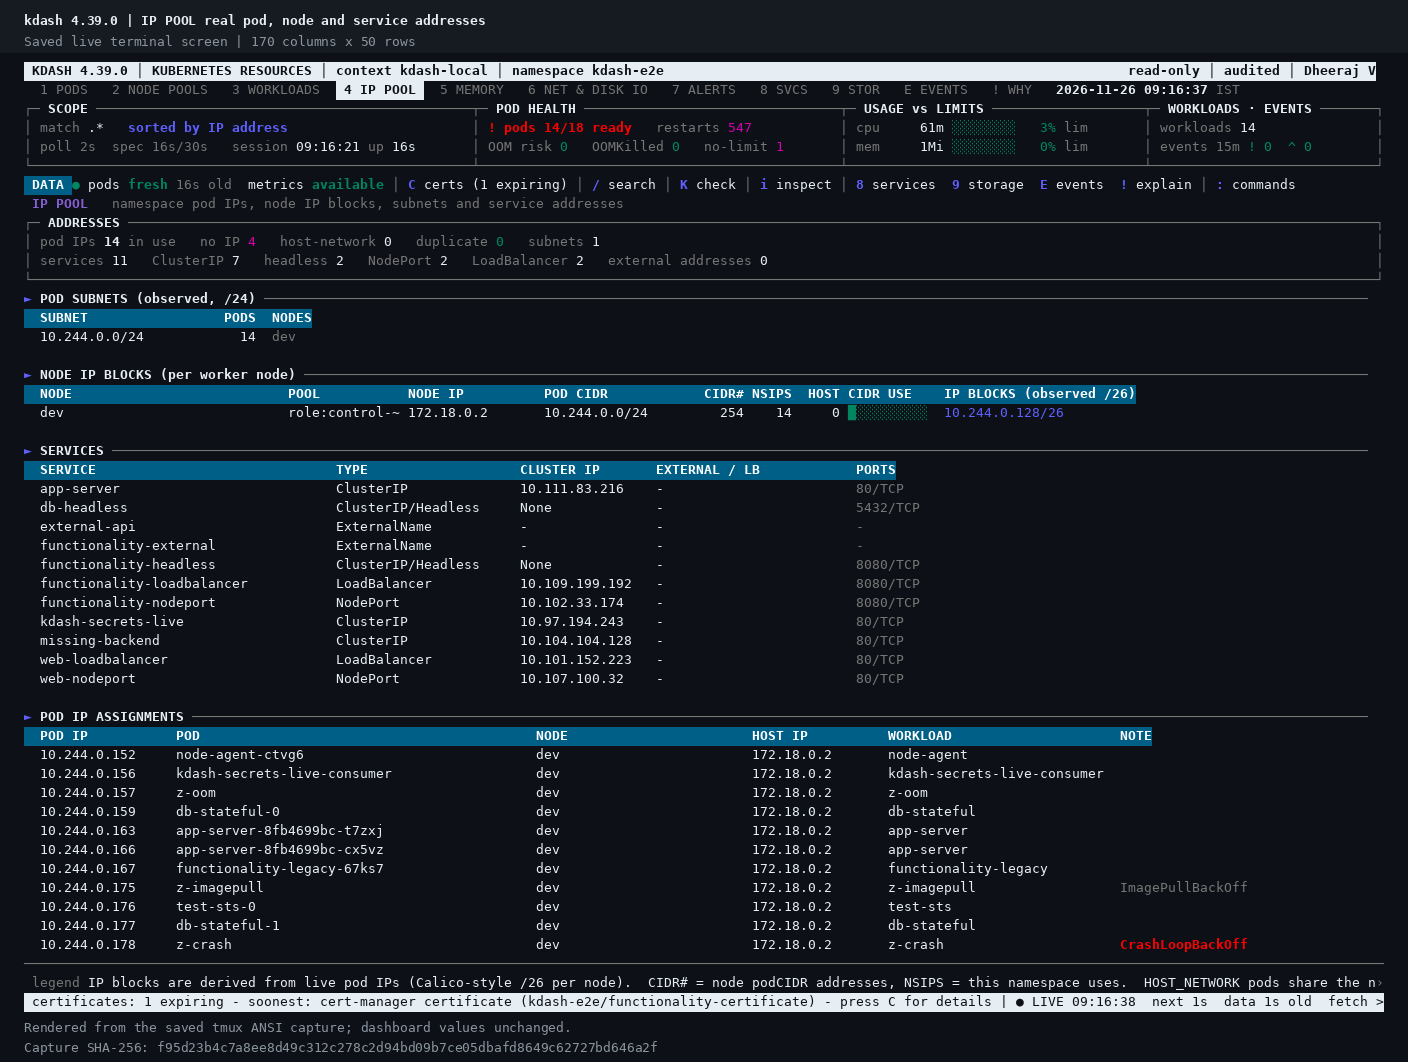 kdash 4.39.0 | IP POOL real pod, node and service addresses
Saved live terminal screen | 170 columns x 50 rows
KDASH 4.39.0 │ KUBERNETES RESOURCES │ context kdash-local │ namespace kdash-e2e read-only │ audited │ Dheeraj V
1 PODS 2 NODE POOLS 3 WORKLOADS 4 IP POOL 5 MEMORY 6 NET & DISK IO 7 ALERTS 8 SVCS 9 STOR E EVENTS ! WHY 2026-11-26 09:16:37 IST
SCOPE POD HEALTH USAGE vs LIMITS WORKLOADS · EVENTS
match .* sorted by IP address │ ! pods 14/18 ready restarts 547 │ cpu 61m ░░░░░░░░ 3% lim │ workloads 14
poll 2s spec 16s/30s session 09:16:21 up 16s │ OOM risk 0 OOMKilled 0 no-limit 1 │ mem 1Mi ░░░░░░░░ 0% lim │ events 15m ! 0 ^ 0
DATA ● pods fresh 16s old metrics available │ C certs (1 expiring) │ / search │ K check │ i inspect │ 8 services 9 storage E events ! explain │ : commands
IP POOL namespace pod IPs, node IP blocks, subnets and service addresses
ADDRESSES
pod IPs 14 in use no IP 4 host-network 0 duplicate 0 subnets 1
services 11 ClusterIP 7 headless 2 NodePort 2 LoadBalancer 2 external addresses 0
► POD SUBNETS (observed, /24)
SUBNET PODS NODES
10.244.0.0/24 14 dev
► NODE IP BLOCKS (per worker node)
NODE POOL NODE IP POD CIDR CIDR# NSIPS HOST CIDR USE IP BLOCKS (observed /26)
dev role:control-~ 172.18.0.2 10.244.0.0/24 254 14 0 █░░░░░░░░░ 10.244.0.128/26
► SERVICES
SERVICE TYPE CLUSTER IP EXTERNAL / LB PORTS
app-server ClusterIP 10.111.83.216 - 80/TCP
db-headless ClusterIP/Headless None - 5432/TCP
external-api ExternalName - - -
functionality-external ExternalName - - -
functionality-headless ClusterIP/Headless None - 8080/TCP
functionality-loadbalancer LoadBalancer 10.109.199.192 - 8080/TCP
functionality-nodeport NodePort 10.102.33.174 - 8080/TCP
kdash-secrets-live ClusterIP 10.97.194.243 - 80/TCP
missing-backend ClusterIP 10.104.104.128 - 80/TCP
web-loadbalancer LoadBalancer 10.101.152.223 - 80/TCP
web-nodeport NodePort 10.107.100.32 - 80/TCP
► POD IP ASSIGNMENTS
POD IP POD NODE HOST IP WORKLOAD NOTE
10.244.0.152 node-agent-ctvg6 dev 172.18.0.2 node-agent
10.244.0.156 kdash-secrets-live-consumer dev 172.18.0.2 kdash-secrets-live-consumer
10.244.0.157 z-oom dev 172.18.0.2 z-oom
10.244.0.159 db-stateful-0 dev 172.18.0.2 db-stateful
10.244.0.163 app-server-8fb4699bc-t7zxj dev 172.18.0.2 app-server
10.244.0.166 app-server-8fb4699bc-cx5vz dev 172.18.0.2 app-server
10.244.0.167 functionality-legacy-67ks7 dev 172.18.0.2 functionality-legacy
10.244.0.175 z-imagepull dev 172.18.0.2 z-imagepull ImagePullBackOff
10.244.0.176 test-sts-0 dev 172.18.0.2 test-sts
10.244.0.177 db-stateful-1 dev 172.18.0.2 db-stateful
10.244.0.178 z-crash dev 172.18.0.2 z-crash CrashLoopBackOff
legend IP blocks are derived from live pod IPs (Calico-style /26 per node). CIDR# = node podCIDR addresses, NSIPS = this namespace uses. HOST_NETWORK pods share the n›
certificates: 1 expiring - soonest: cert-manager certificate (kdash-e2e/functionality-certificate) - press C for details │ ● LIVE 09:16:38 next 1s data 1s old fetch >
Rendered from the saved tmux ANSI capture; dashboard values unchanged.
Capture SHA-256: f95d23b4c7a8ee8d49c312c278c2d94bd09b7ce05dbafd8649c62727bd646a2f